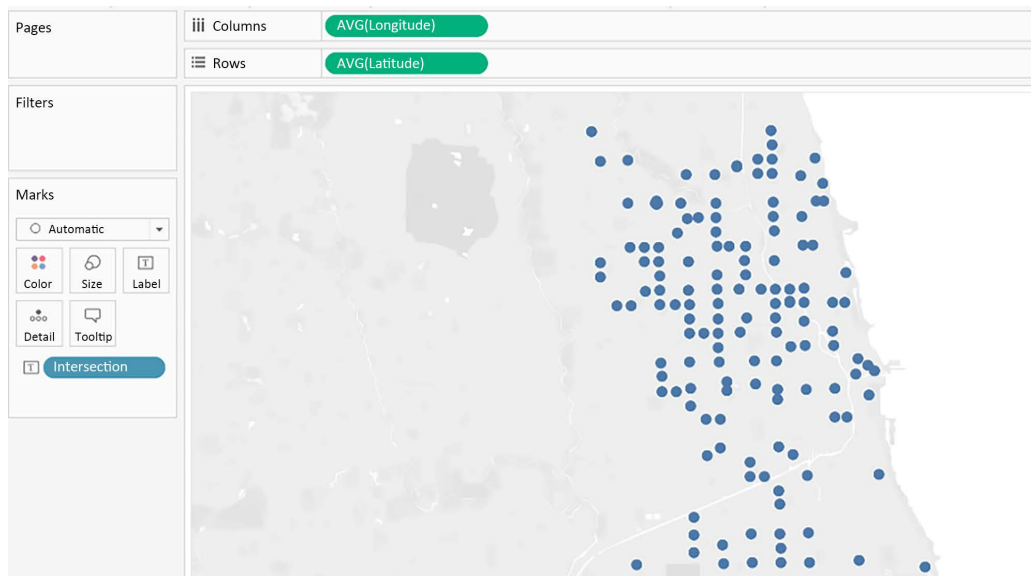 Pages
Columns AVG(Longitude)
Rows AVG(Latitude)
Filters
Marks
Automatic
Color Size Label
Detail Tooltip
Intersection